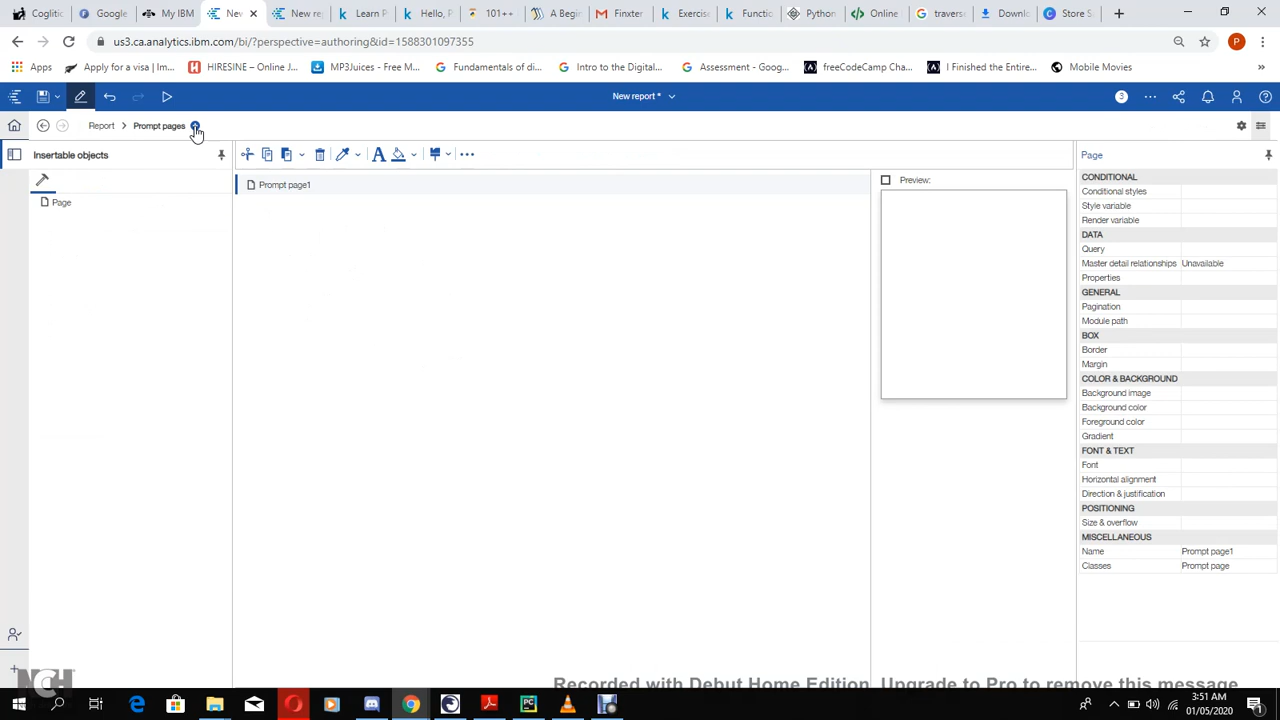 Coglitic
Google
My IBM
New
New rep
Learn P
Hello, P
101++
A Begin
Finxter
Exercise
Functio
Python
Online
travers
Downlo
Store S
us3.ca.analytics.ibm.com/bi/?perspective=authoring&id=1588301097355
P
Apps
Apply for a visa | Im...
HIRESINE – Online J...
MP3Juices - Free M...
Fundamentals of di...
Intro to the Digital...
Assessment - Goog...
freeCodeCamp Cha...
I Finished the Entire...
Mobile Movies
New report *
3
Report
Prompt pages
Insertable objects
Page
Prompt page1
Preview:
Page
CONDITIONAL
Conditional styles
Style variable
Render variable
DATA
Query
Master detail relationships Unavailable
Properties
GENERAL
Pagination
Module path
BOX
Border
Margin
COLOR & BACKGROUND
Background image
Background color
Foreground color
Gradient
FONT & TEXT
Font
Horizontal alignment
Direction & justification
POSITIONING
Size & overflow
MISCELLANEOUS
Name Prompt page1
Classes Prompt page
NCH
Recorded with Debut Home Edition. Upgrade to Pro to remove this message
3:51 AM
01/05/2020